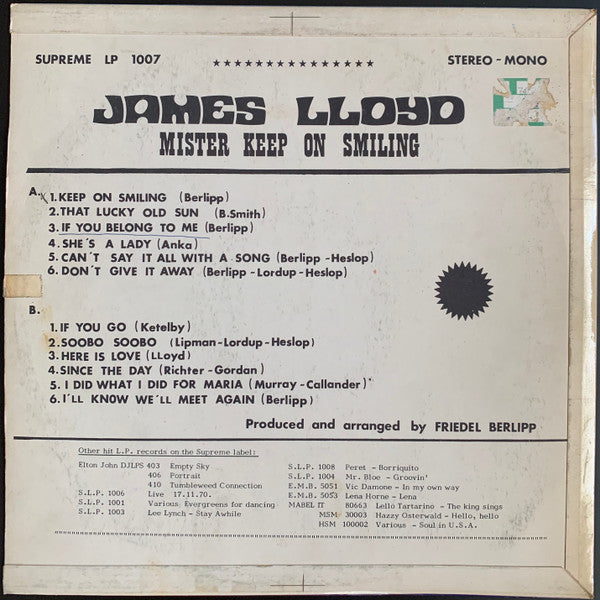 SUPREME LP 1007 ★★★★★★★★★★★★★★★ STEREO - MONO
JAMES LLOYD
MISTER KEEP ON SMILING
A.
1. KEEP ON SMILING (Berlipp)
2. THAT LUCKY OLD SUN (B.Smith)
3. IF YOU BELONG TO ME (Berlipp)
4. SHE´S A LADY (Anka)
5. CAN´T SAY IT ALL WITH A SONG (Berlipp -Heslop)
6. DON´T GIVE IT AWAY (Berlipp -Lordup -Heslop)
B.
1. IF YOU GO (Ketelby)
2. SOOBO SOOBO (Lipman-Lordup-Heslop)
3. HERE IS LOVE (LLoyd)
4. SINCE THE DAY (Richter -Gordan)
5. I DID WHAT I DID FOR MARIA (Murray-Callander)
6. I´LL KNOW WE´LL MEET AGAIN (Berlipp)
Produced and arranged by FRIEDEL BERLIPP
Other hit L.P. records on the Supreme label:
Elton John DJLPS 403 Empty Sky
406 Portrait
410 Tumbleweed Connection
S.L.P. 1006 Live 17.11.70.
S.L.P. 1001 Various Evergreens for dancing
S.L.P. 1003 Lee Lynch - Stay Awhile
S.L.P. 1008 Peret - Borriquito
S.L.P. 1004 Mr. Bloe - Groovin'
E.M.B. 5051 Vic Damone - In my own way
E.M.B. 5053 Lena Horne - Lena
MABEL IT 80663 Lello Tartarino - The king sings
MSM 30003 Hazzy Osterwald - Hello, hello
HSM 100002 Various - Soul in U.S.A.